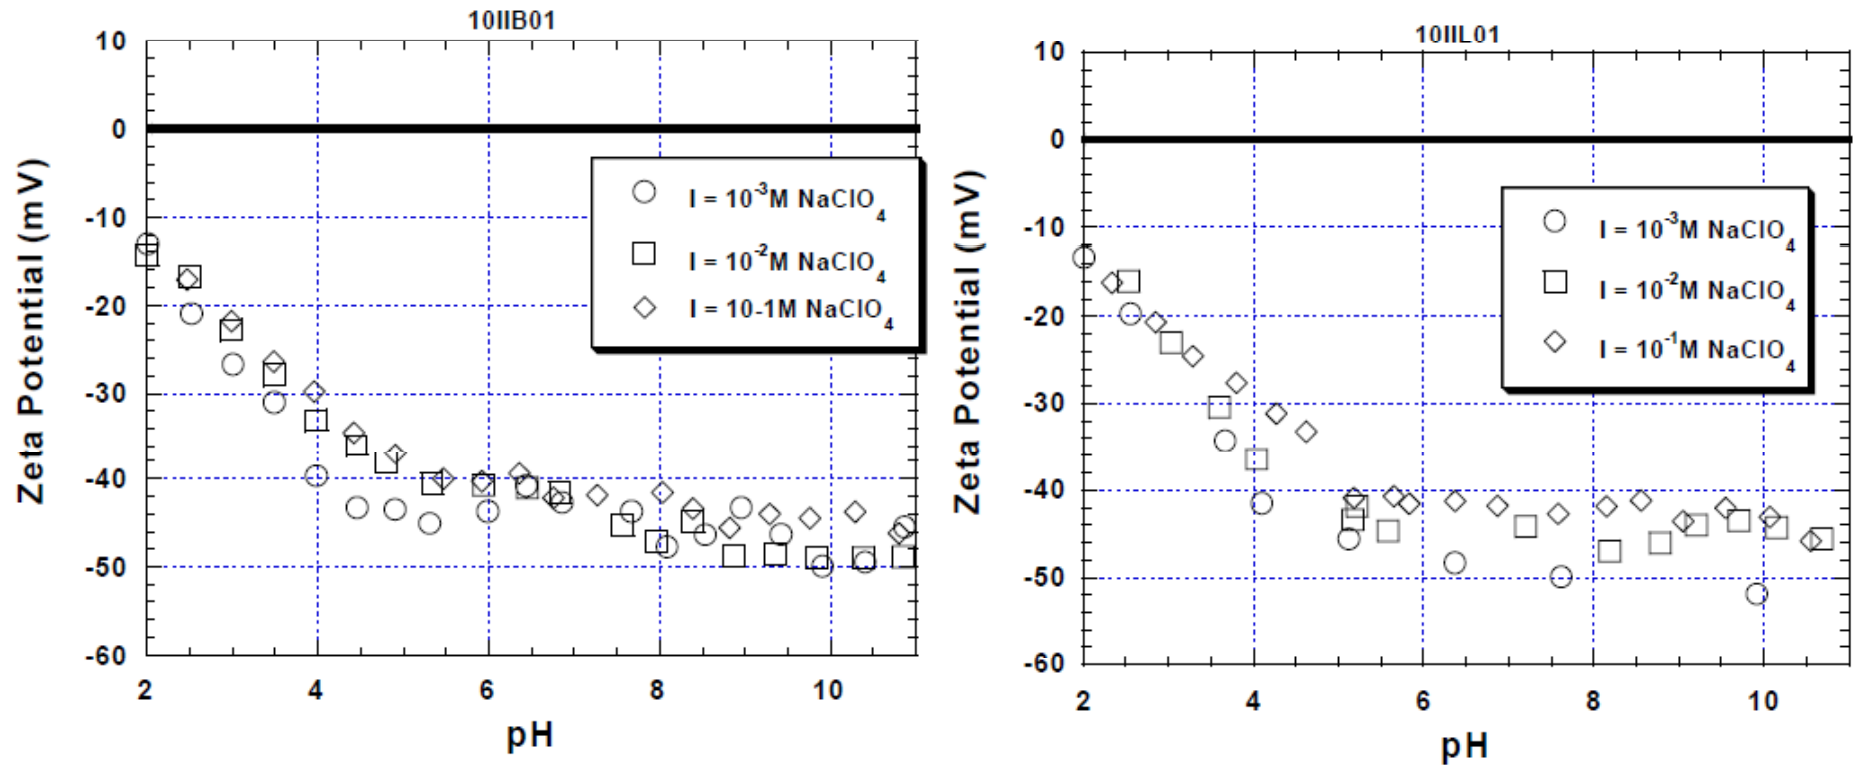 10IIB01
10
0
-10
-20
-30
-40
-50
-60
2 4 6 8 10
pH
Zeta Potential (mV)
I = 10⁻³M NaClO₄
I = 10⁻²M NaClO₄
I = 10-1M NaClO₄
10IIL01
10
0
-10
-20
-30
-40
-50
-60
2 4 6 8 10
pH
Zeta Potential (mV)
I = 10⁻³M NaClO₄
I = 10⁻²M NaClO₄
I = 10⁻¹M NaClO₄